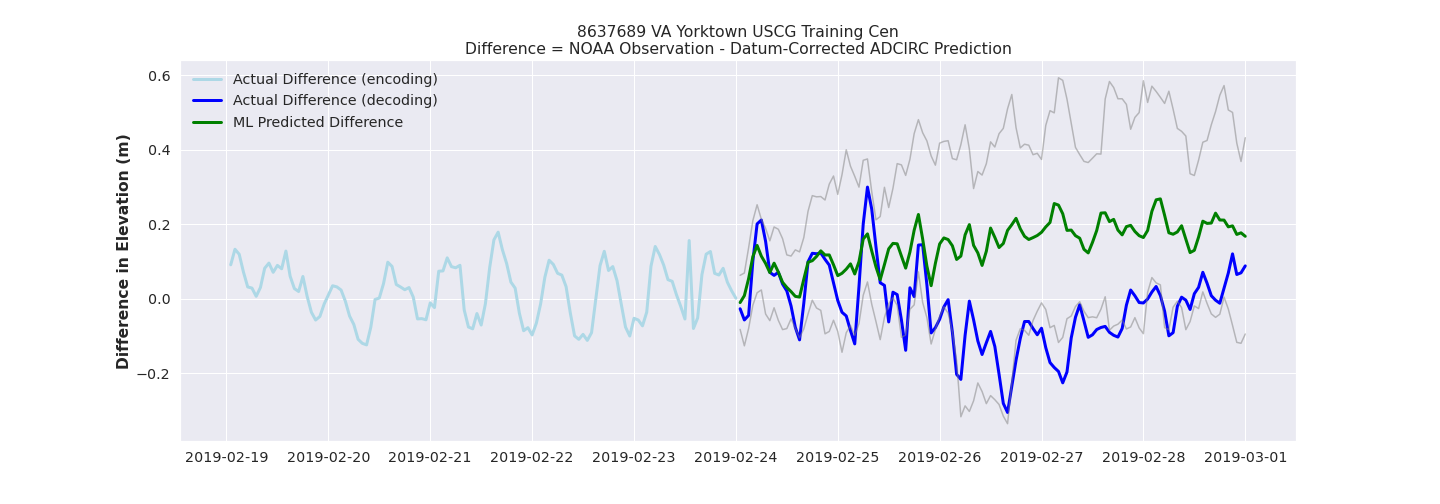 8637689 VA Yorktown USCG Training Cen
Difference = NOAA Observation - Datum-Corrected ADCIRC Prediction
Actual Difference (encoding)
Actual Difference (decoding)
ML Predicted Difference
Difference in Elevation (m)
0.6
0.4
0.2
0.0
−0.2
2019-02-19 2019-02-20 2019-02-21 2019-02-22 2019-02-23 2019-02-24 2019-02-25 2019-02-26 2019-02-27 2019-02-28 2019-03-01